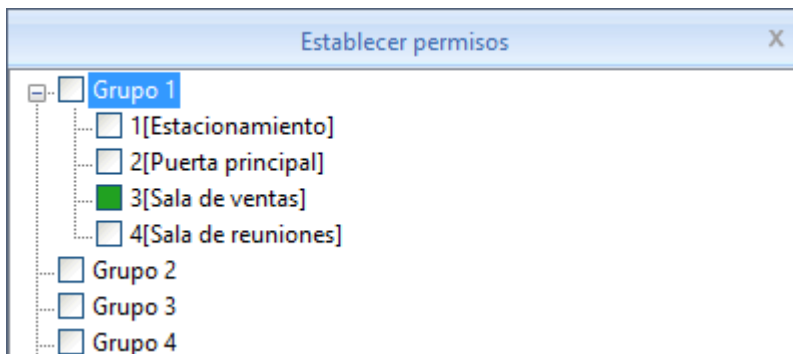 Establecer permisos
X
Grupo 1
1[Estacionamiento]
2[Puerta principal]
3[Sala de ventas]
4[Sala de reuniones]
Grupo 2
Grupo 3
Grupo 4